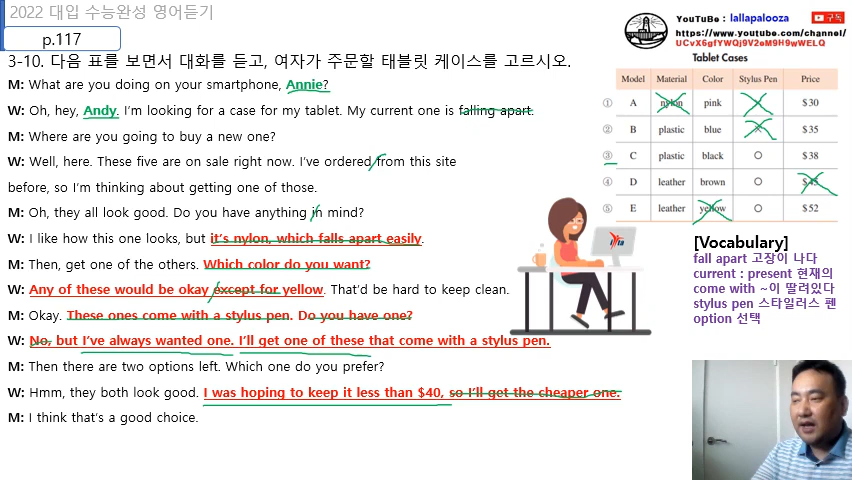 2022 대입 수능완성 영어듣기
p.117
3-10. 다음 표를 보면서 대화를 듣고, 여자가 주문할 태블릿 케이스를 고르시오.
M: What are you doing on your smartphone, Annie?
W: Oh, hey, Andy. I'm looking for a case for my tablet. My current one is falling apart.
M: Where are you going to buy a new one?
W: Well, here. These five are on sale right now. I've ordered from this site
before, so I'm thinking about getting one of those.
M: Oh, they all look good. Do you have anything in mind?
W: I like how this one looks, but it's nylon, which falls apart easily.
M: Then, get one of the others. Which color do you want?
W: Any of these would be okay except for yellow. That'd be hard to keep clean.
M: Okay. These ones come with a stylus pen. Do you have one?
W: No, but I've always wanted one. I'll get one of these that come with a stylus pen.
M: Then there are two options left. Which one do you prefer?
W: Hmm, they both look good. I was hoping to keep it less than $40, so I'll get the cheaper one.
M: I think that's a good choice.
YouTuBe : lallapalooza
구독
https://www.youtube.com/channel/
UCvX6gfYWQj9V2eM9H9wWELQ
Tablet Cases
Model Material Color Stylus Pen Price
① A nylon pink × $30
② B plastic blue × $35
③ C plastic black ○ $38
④ D leather brown ○ $45
⑤ E leather yellow ○ $52
[Vocabulary]
fall apart 고장이 나다
current : present 현재의
come with ~이 딸려있다
stylus pen 스타일러스 펜
option 선택